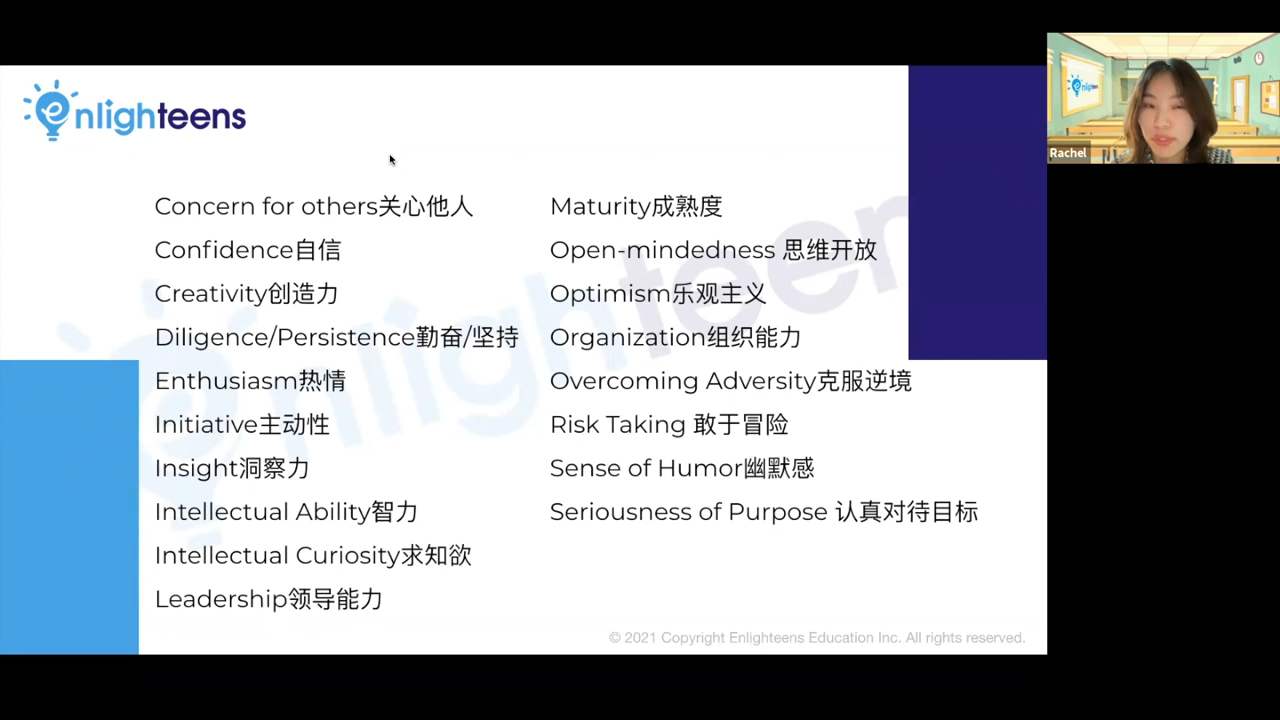 enlighteens
Concern for others关心他人
Confidence自信
Creativity创造力
Diligence/Persistence勤奋/坚持
Enthusiasm热情
Initiative主动性
Insight洞察力
Intellectual Ability智力
Intellectual Curiosity求知欲
Leadership领导能力
Maturity成熟度
Open-mindedness 思维开放
Optimism乐观主义
Organization组织能力
Overcoming Adversity克服逆境
Risk Taking 敢于冒险
Sense of Humor幽默感
Seriousness of Purpose 认真对待目标
© 2021 Copyright Enlighteens Education Inc. All rights reserved.
enlighteen
enlighteens
Rachel